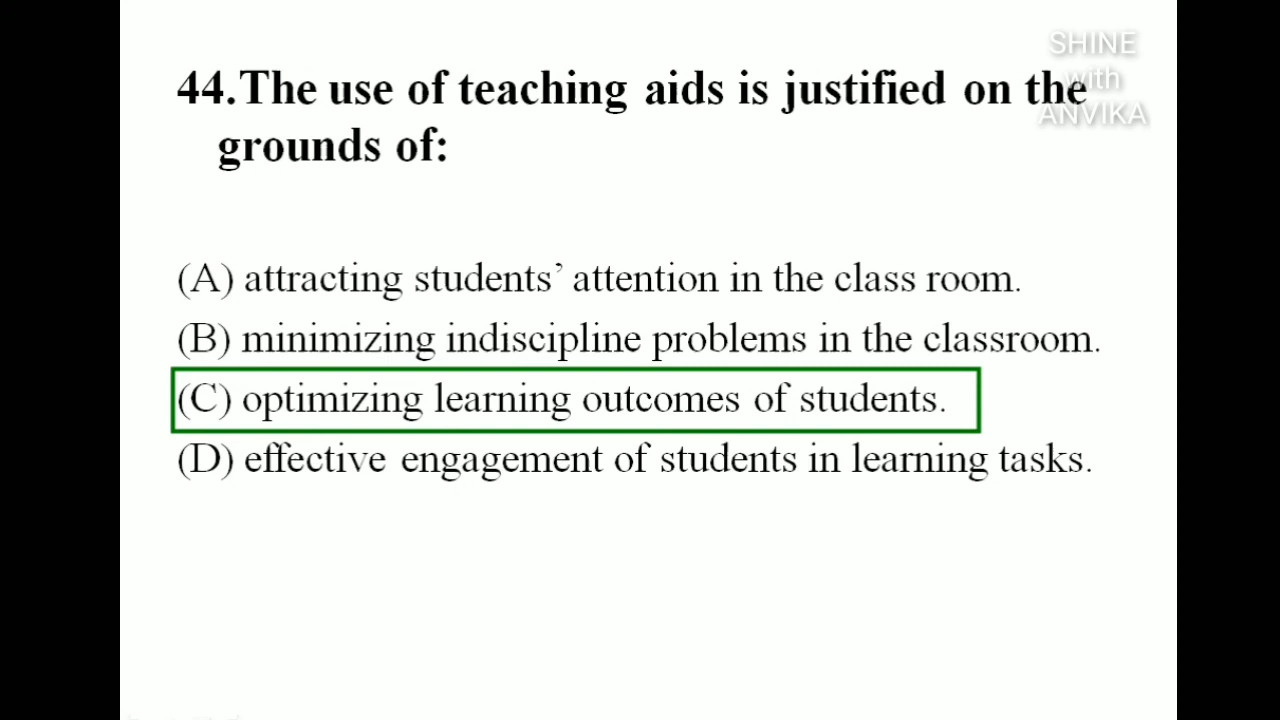 SHINE
with
ANVIKA
44.The use of teaching aids is justified on the
grounds of:
(A) attracting students’ attention in the class room.
(B) minimizing indiscipline problems in the classroom.
(C) optimizing learning outcomes of students.
(D) effective engagement of students in learning tasks.